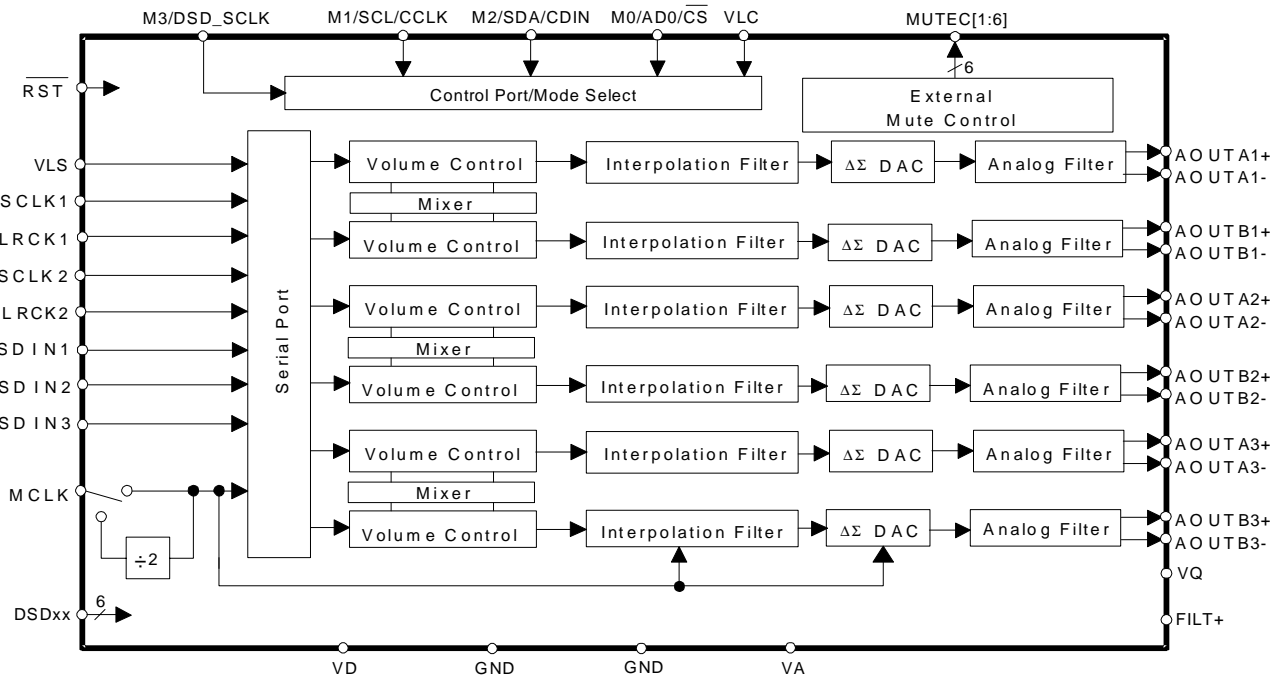 M3/DSD_SCLK
M1/SCL/CCLK
M2/SDA/CDIN
M0/AD0/CS
VLC
MUTEC[1:6]
RST
Control Port/Mode Select
6
External
Mute Control
VLS
SCLK1
LRCK1
SCLK2
LRCK2
SDIN1
SDIN2
SDIN3
MCLK
÷2
DSDxx
6
Serial Port
Volume Control
Interpolation Filter
ΔΣ DAC
Analog Filter
AOUTA1+
AOUTA1-
Mixer
Volume Control
Interpolation Filter
ΔΣ DAC
Analog Filter
AOUTB1+
AOUTB1-
Volume Control
Interpolation Filter
ΔΣ DAC
Analog Filter
AOUTA2+
AOUTA2-
Mixer
Volume Control
Interpolation Filter
ΔΣ DAC
Analog Filter
AOUTB2+
AOUTB2-
Volume Control
Interpolation Filter
ΔΣ DAC
Analog Filter
AOUTA3+
AOUTA3-
Mixer
Volume Control
Interpolation Filter
ΔΣ DAC
Analog Filter
AOUTB3+
AOUTB3-
VQ
FILT+
VD
GND
GND
VA